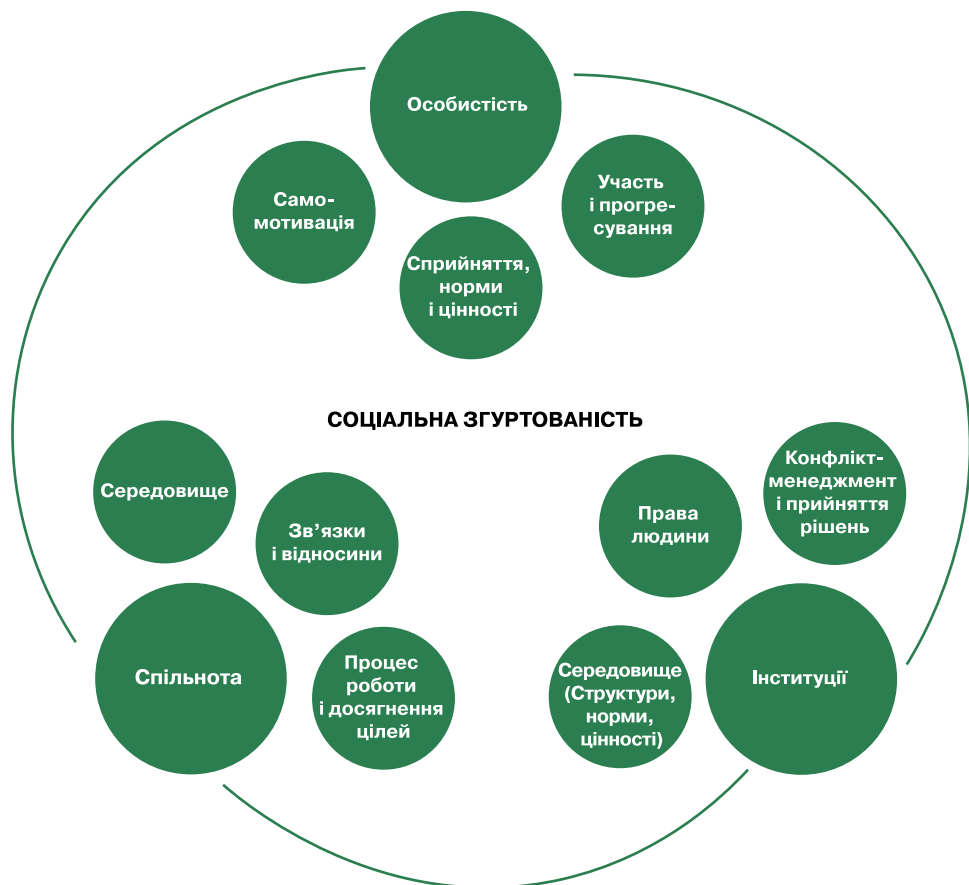 Особистість
Само-
мотивація
Участь
і прогре-
сування
Сприйняття,
норми
і цінності
СОЦІАЛЬНА ЗГУРТОВАНІСТЬ
Середовище
Зв’язки
і відносини
Спільнота
Процес
роботи
і досягнення
цілей
Конфлікт-
менеджмент
і прийняття
рішень
Права
людини
Середовище
(Структури,
норми,
цінності)
Інституції